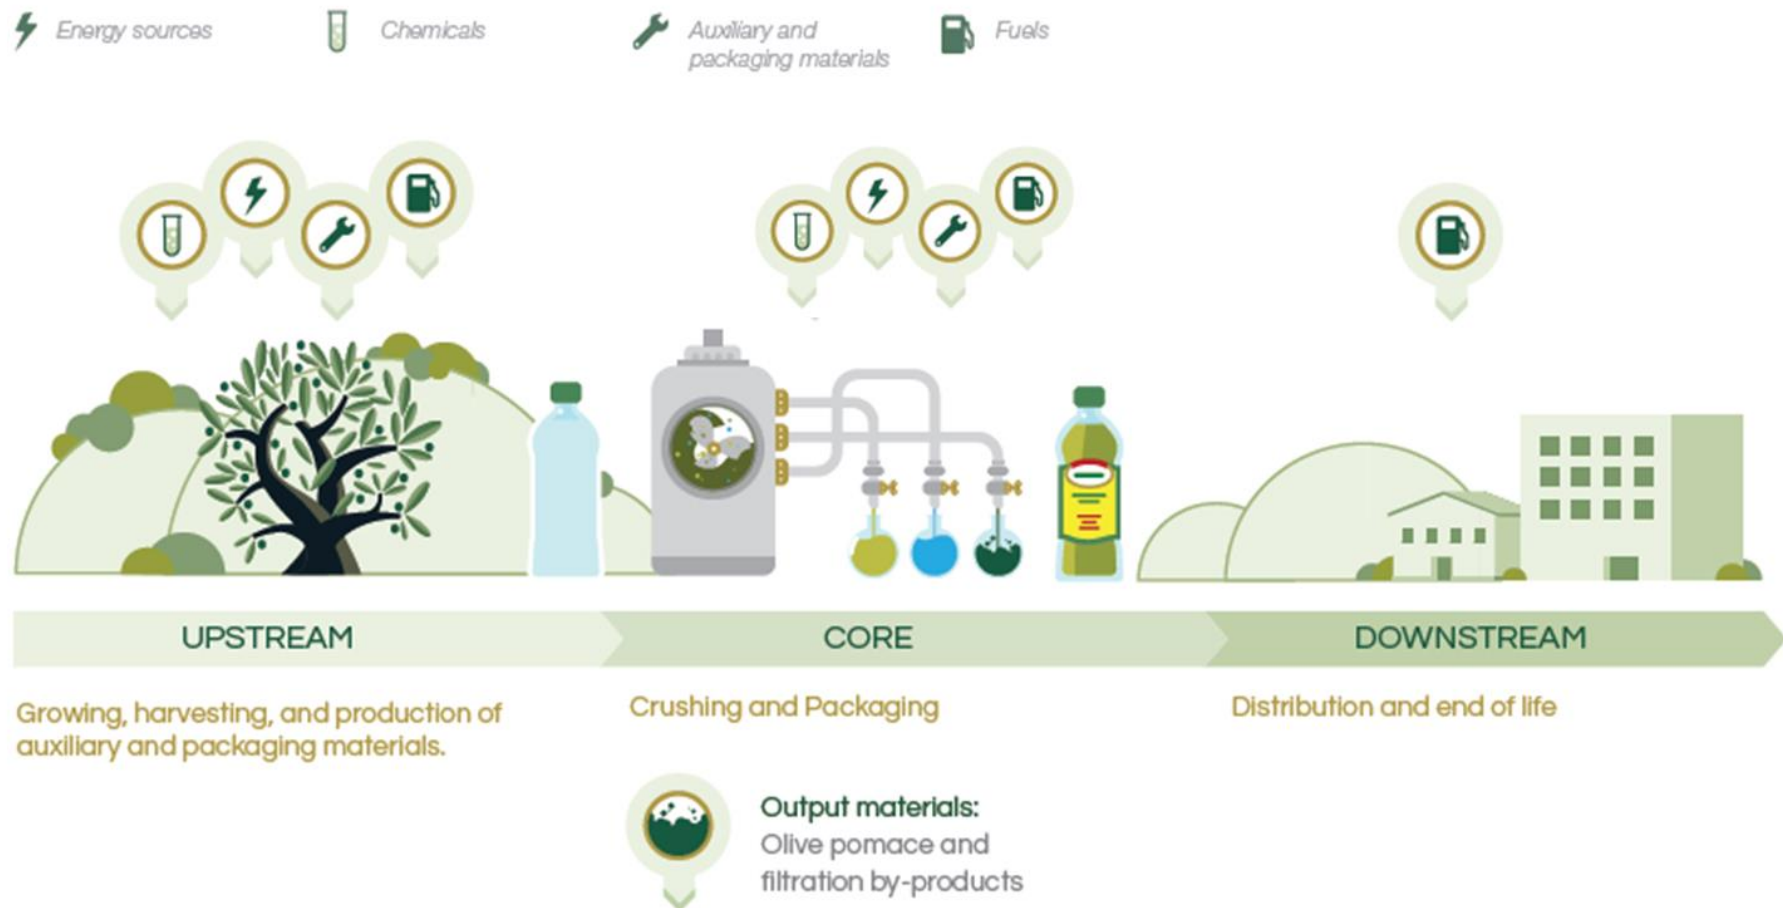 Energy sources
Chemicals
Auxiliary and
packaging materials
Fuels
UPSTREAM
CORE
DOWNSTREAM
Growing, harvesting, and production of
auxiliary and packaging materials.
Crushing and Packaging
Distribution and end of life
Output materials:
Olive pomace and
filtration by-products